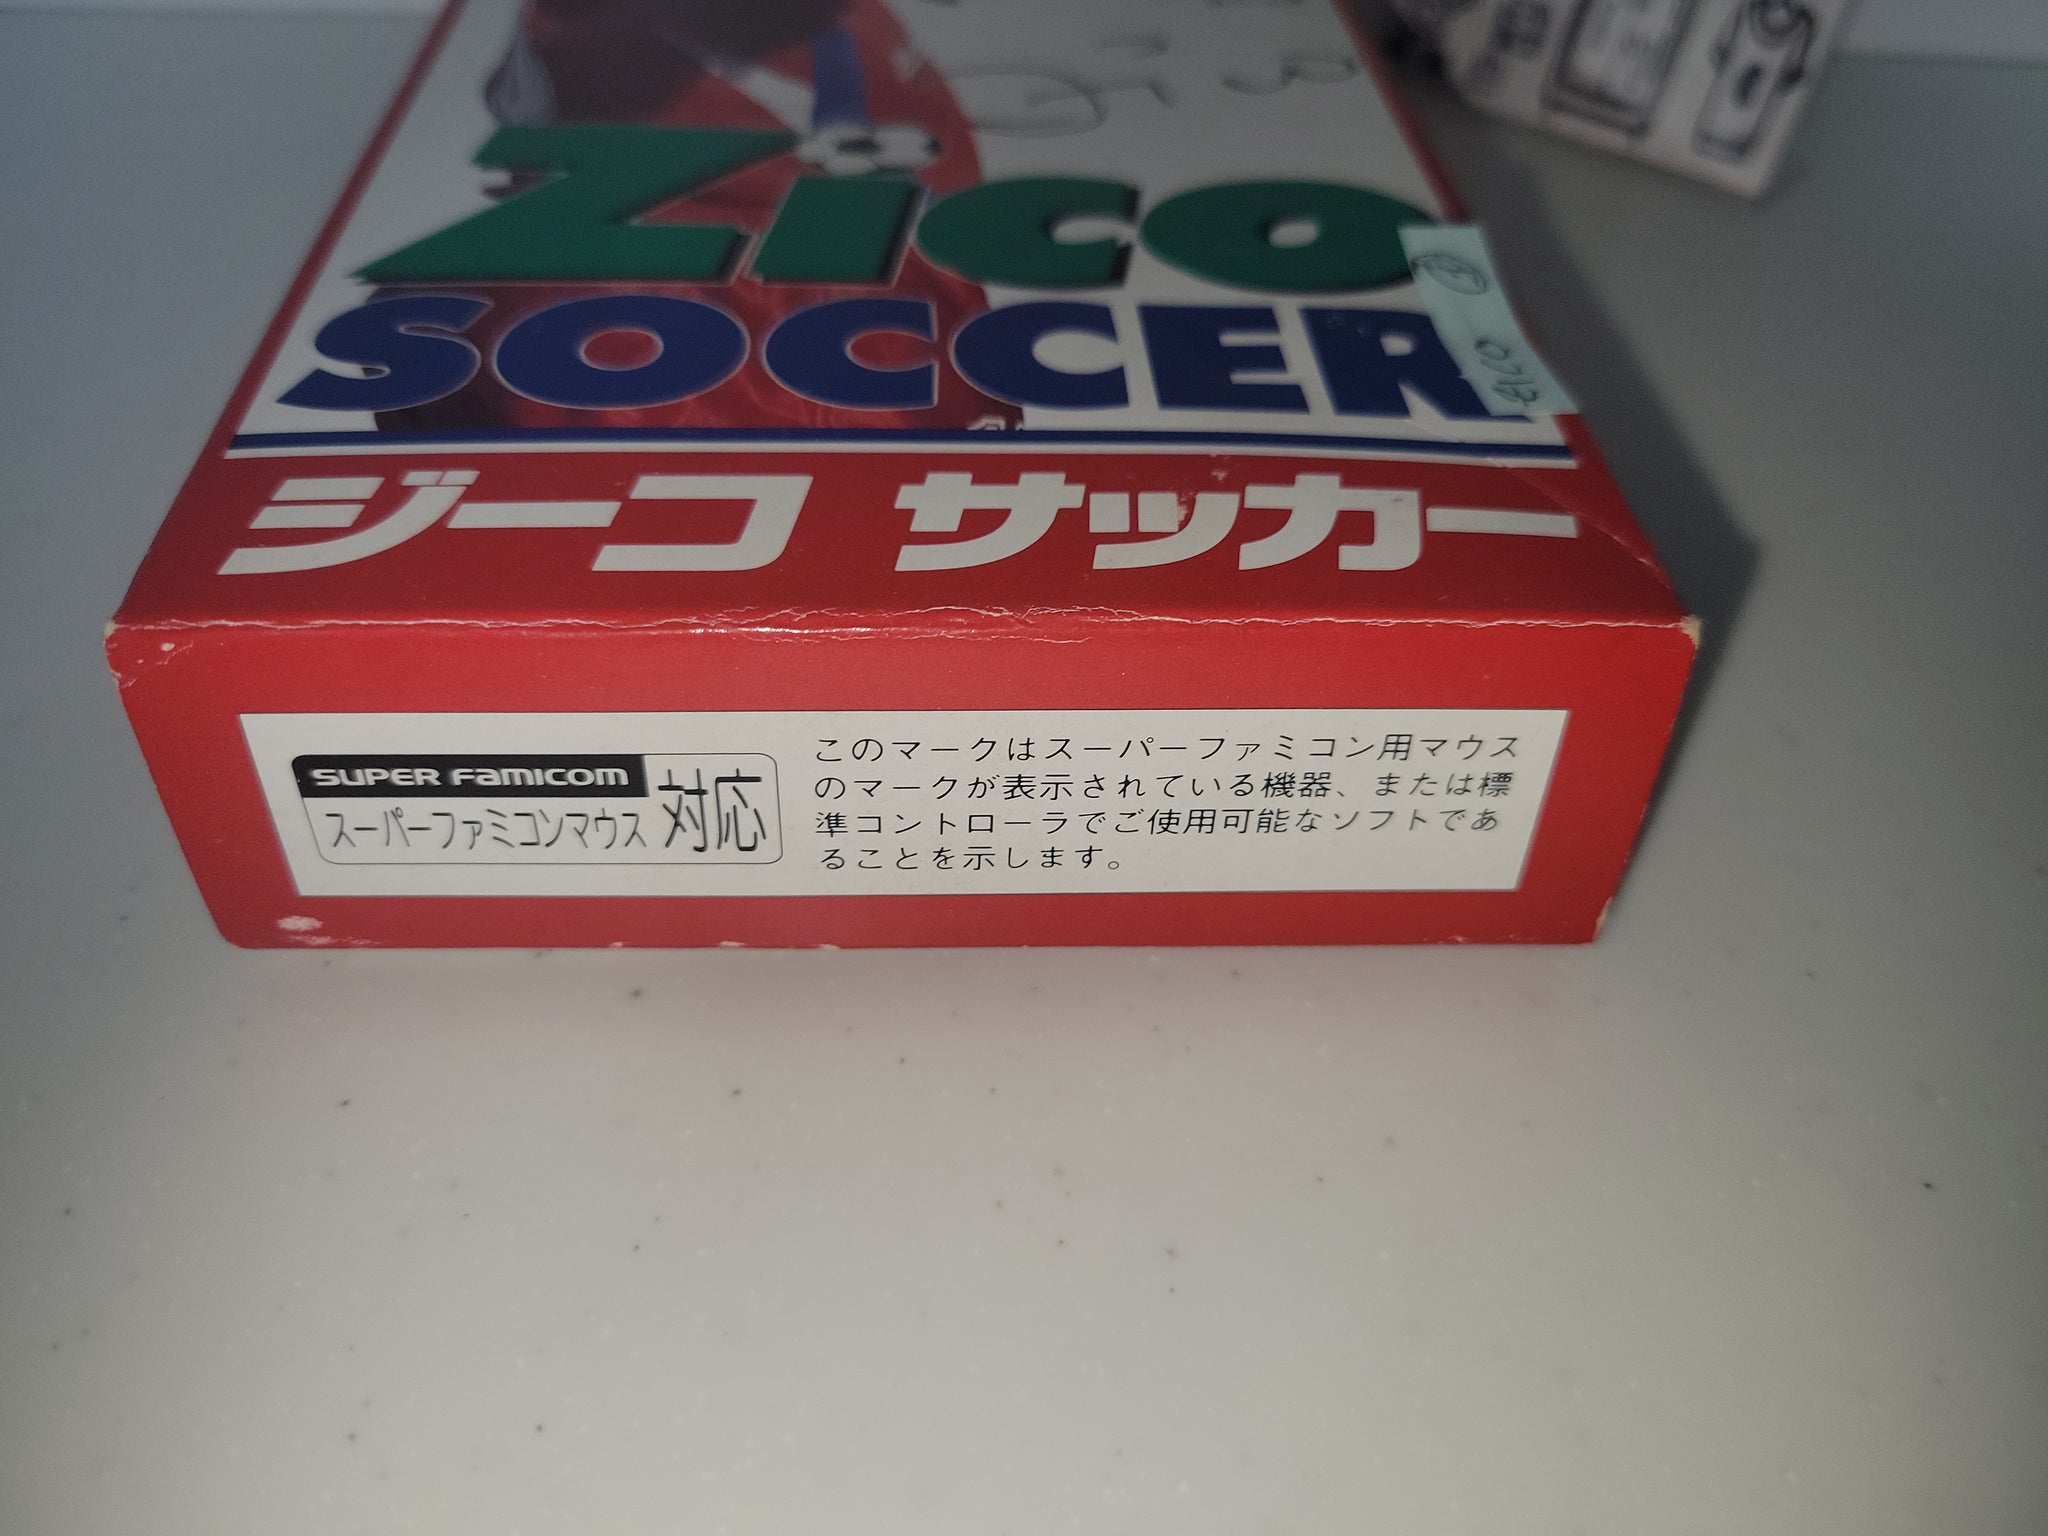 Zico
SOCCER
ZICO
ジーコ サッカー
SUPER FAMICOM
スーパーファミコンマウス 対応
このマークはスーパーファミコン用マウス
のマークが表示されている機器、または標
準コントローラでご使用可能なソフトであ
ることを示します。